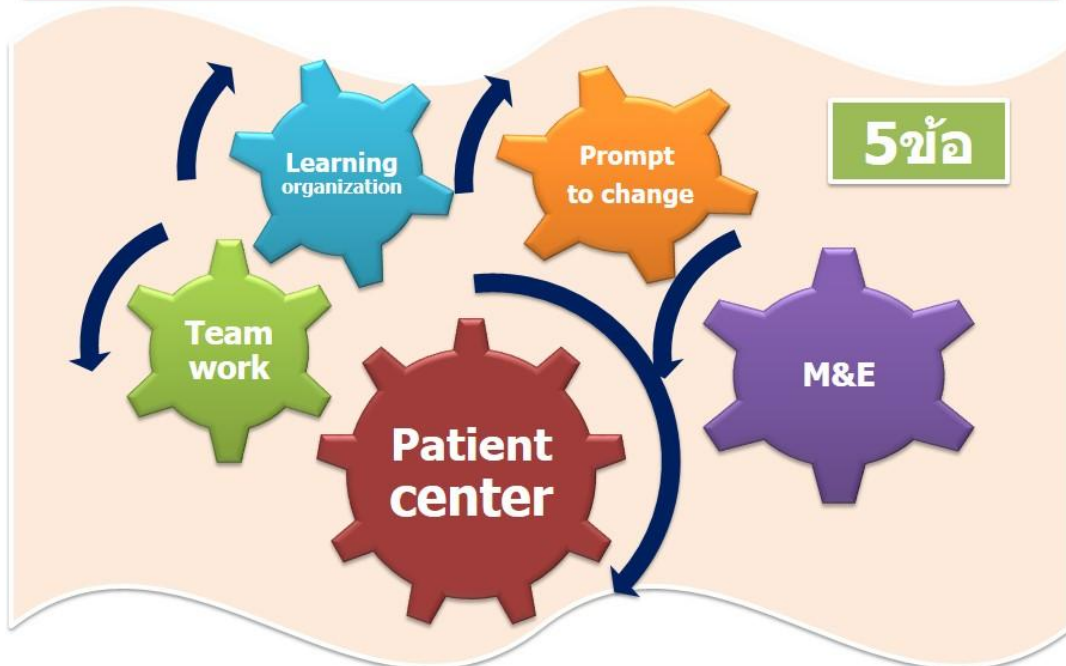 Learning
organization
Prompt
to change
5ข้อ
Team
work
Patient
center
M&E